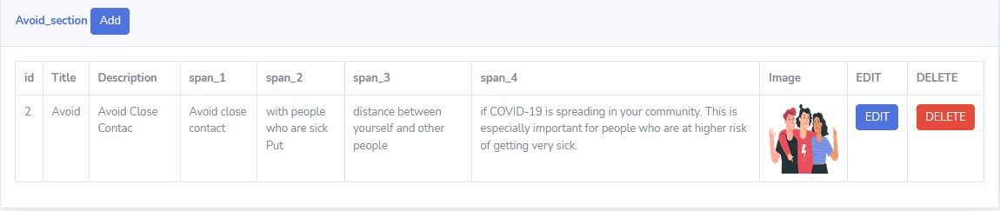 Avoid_section Add
id Title Description span_1 span_2 span_3 span_4 Image EDIT DELETE
2 Avoid Avoid Close Avoid close with people distance between if COVID-19 is spreading in your community. This is EDIT DELETE
Contac contact who are sick yourself and other especially important for people who are at higher risk
Put people of getting very sick.